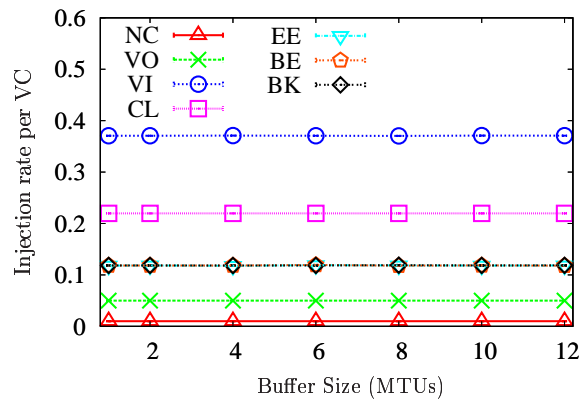 0.6
0.5
0.4
0.3
0.2
0.1
0
Injection rate per VC
NC
VO
VI
CL
EE
BE
BK
2
4
6
8
10
12
Buffer Size (MTUs)